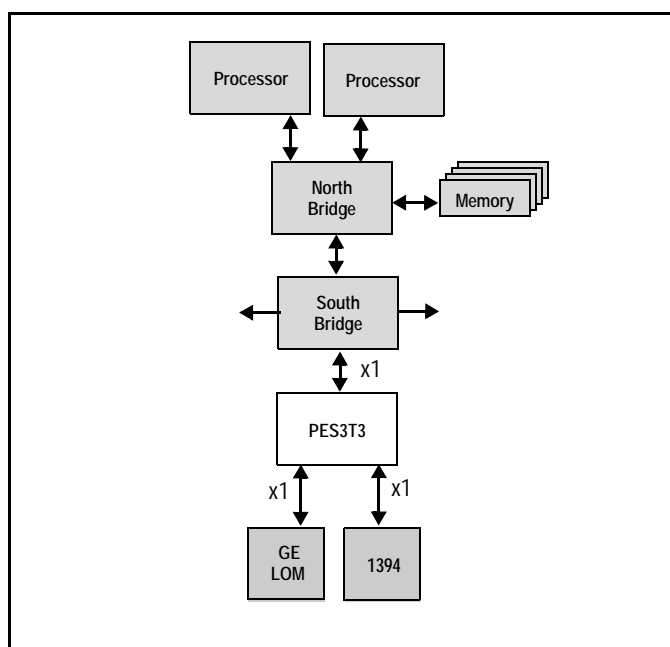 Processor
Processor
North
Bridge
Memory
South
Bridge
x1
PES3T3
x1
x1
GE
LOM
1394